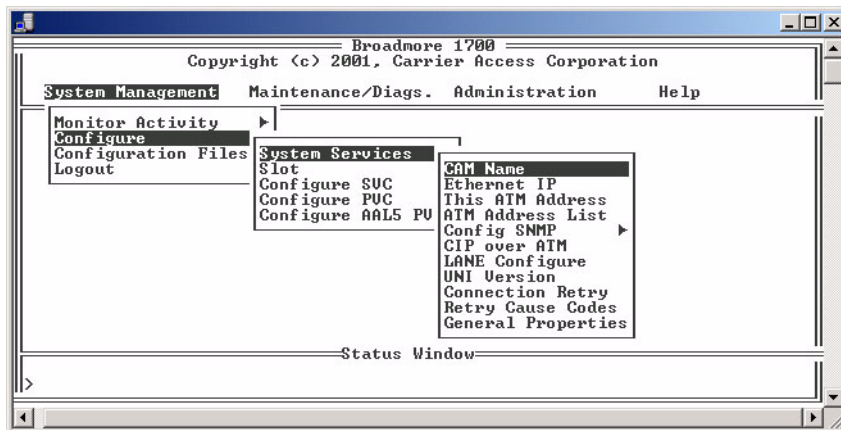 Broadmore 1700
Copyright (c) 2001, Carrier Access Corporation
System Management Maintenance/Diags. Administration Help
Monitor Activity
Configure
Configuration Files
Logout
System Services
Slot
Configure SVC
Configure PVC
Configure AAL5 PV
CAM Name
Ethernet IP
This ATM Address
ATM Address List
Config SNMP
CIP over ATM
LANE Configure
UNI Version
Connection Retry
Retry Cause Codes
General Properties
Status Window
>